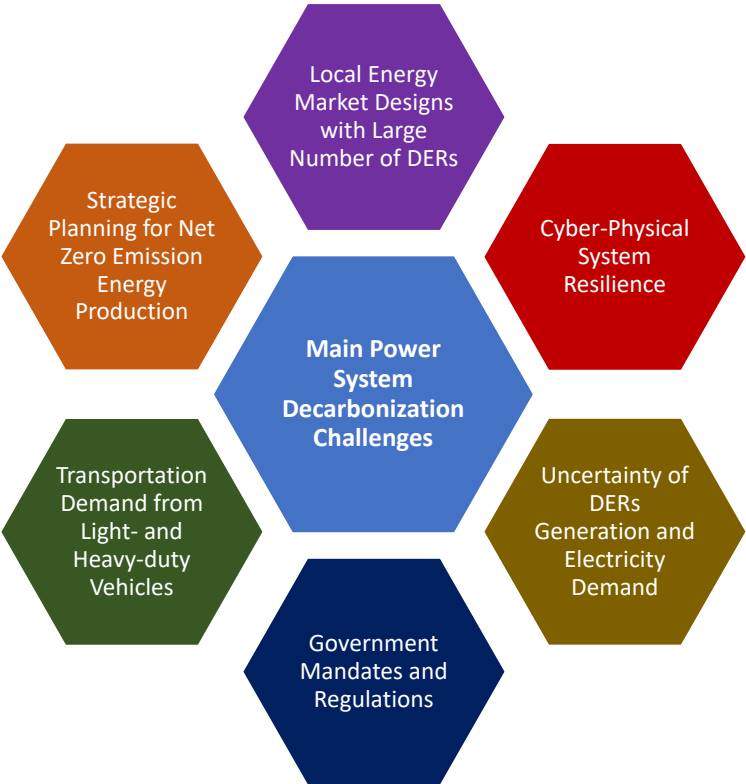 Local Energy
Market Designs
with Large
Number of DERs
Strategic
Planning for Net
Zero Emission
Energy
Production
Cyber-Physical
System
Resilience
Main Power
System
Decarbonization
Challenges
Transportation
Demand from
Light- and
Heavy-duty
Vehicles
Uncertainty of
DERs
Generation and
Electricity
Demand
Government
Mandates and
Regulations